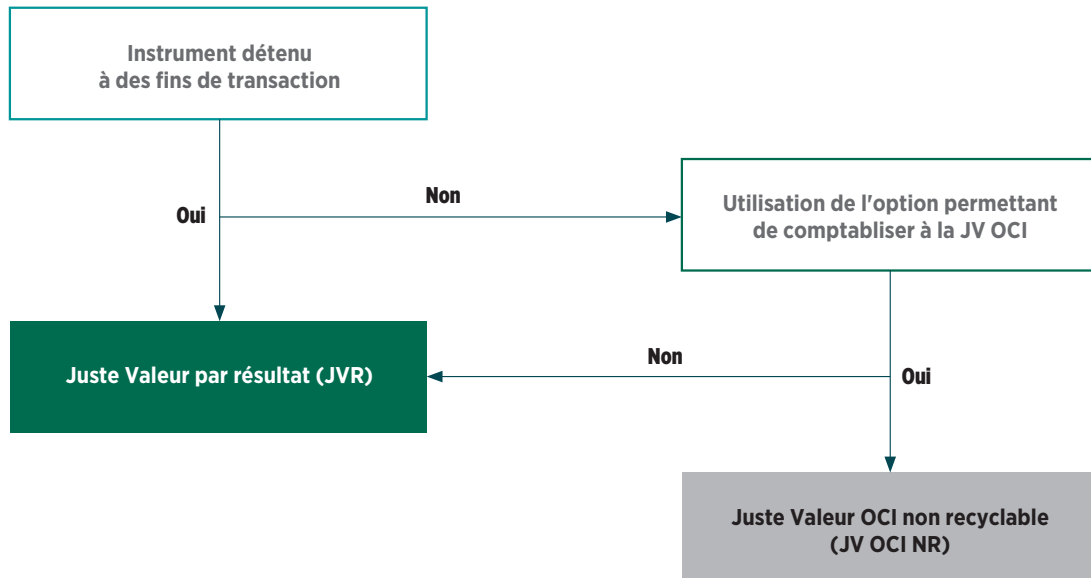 Instrument détenu
à des fins de transaction
Oui
Non
Utilisation de l'option permettant
de comptabliser à la JV OCI
Juste Valeur par résultat (JVR)
Non
Oui
Juste Valeur OCI non recyclable
(JV OCI NR)